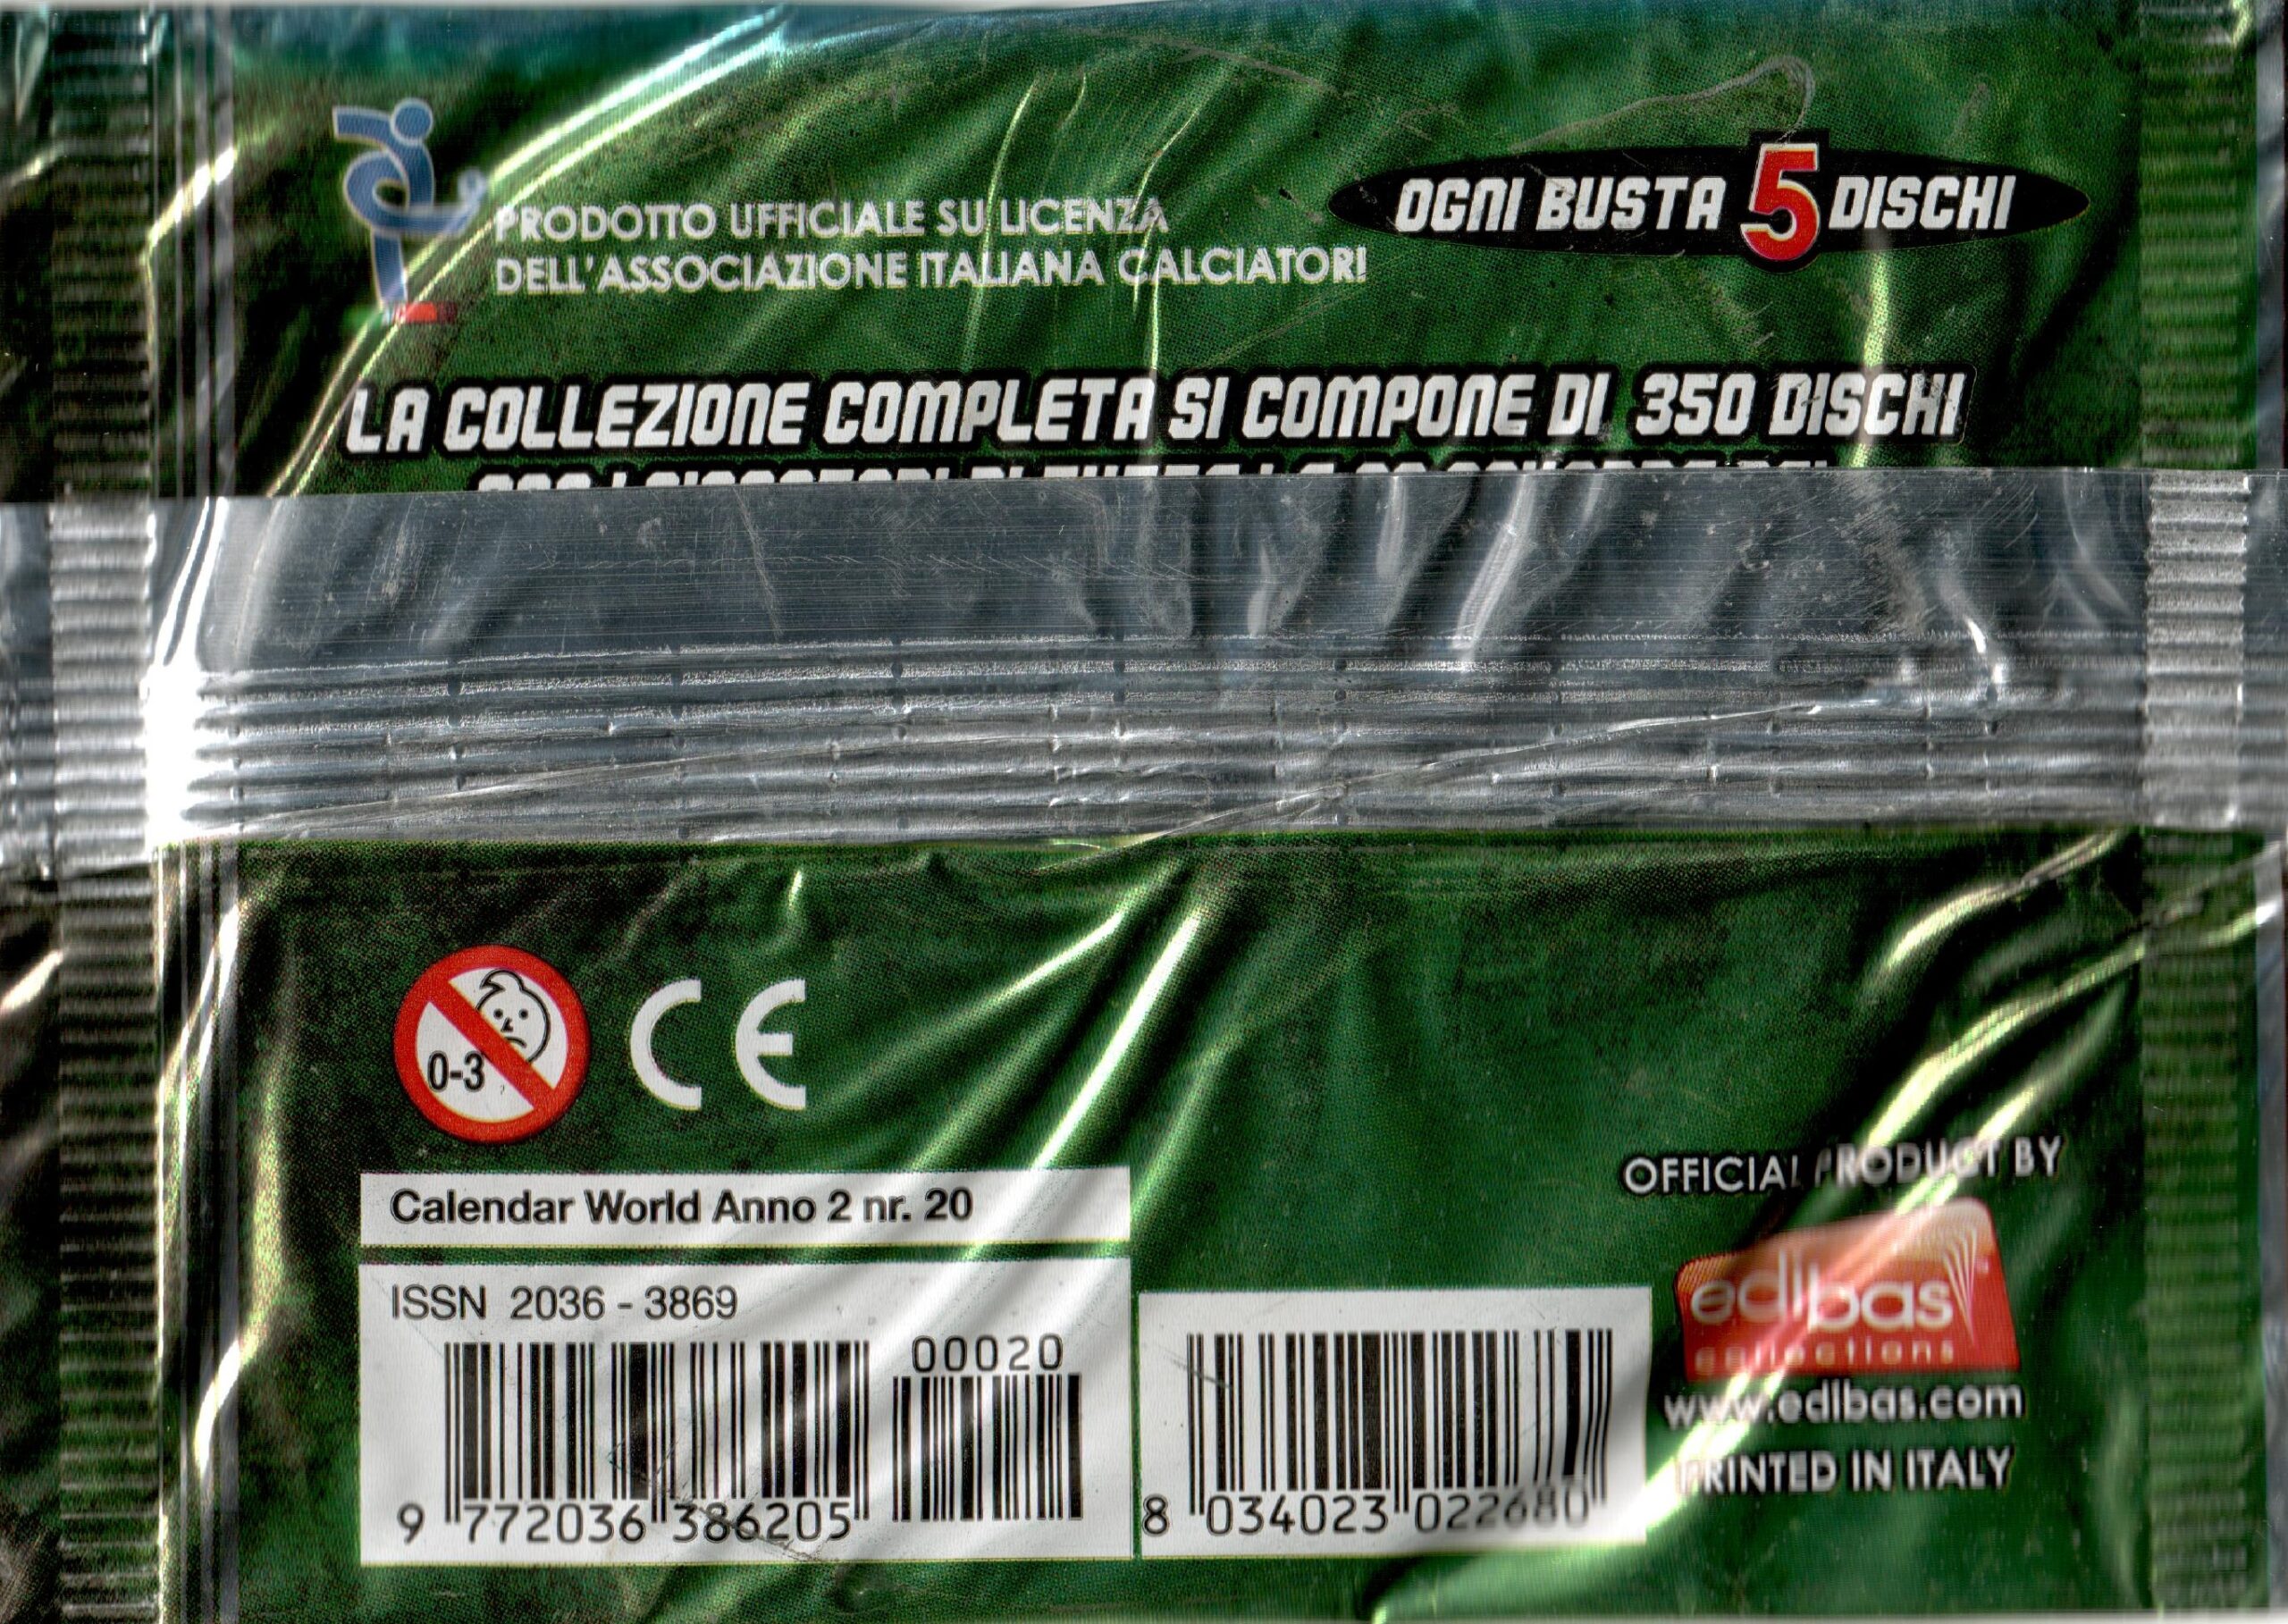 PRODOTTO UFFICIALE SU LICENZA
DELL'ASSOCIAZIONE ITALIANA CALCIATORI
OGNI BUSTA 5 DISCHI
LA COLLEZIONE COMPLETA SI COMPONE DI 350 DISCHI
0-3
CE
Calendar World Anno 2 nr. 20
ISSN 2036 - 3869
00020
9 772036 386205
8 034023 022680
OFFICIAL PRODUCT BY
edibas
collections
www.edibas.com
PRINTED IN ITALY